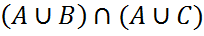 (A ∪ B) ∩ (A ∪ C)